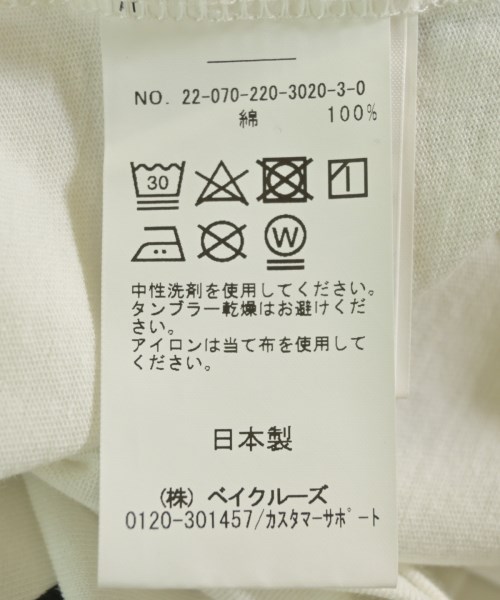 NO. 22-070-220-3020-3-0
綿 100%
30
W
中性洗剤を使用してください。
タンブラー乾燥はお避けくだ
さい。
アイロンは当て布を使用して
ください。
日本製
(株) ベイクルーズ
0120-301457/カスタマーサポート